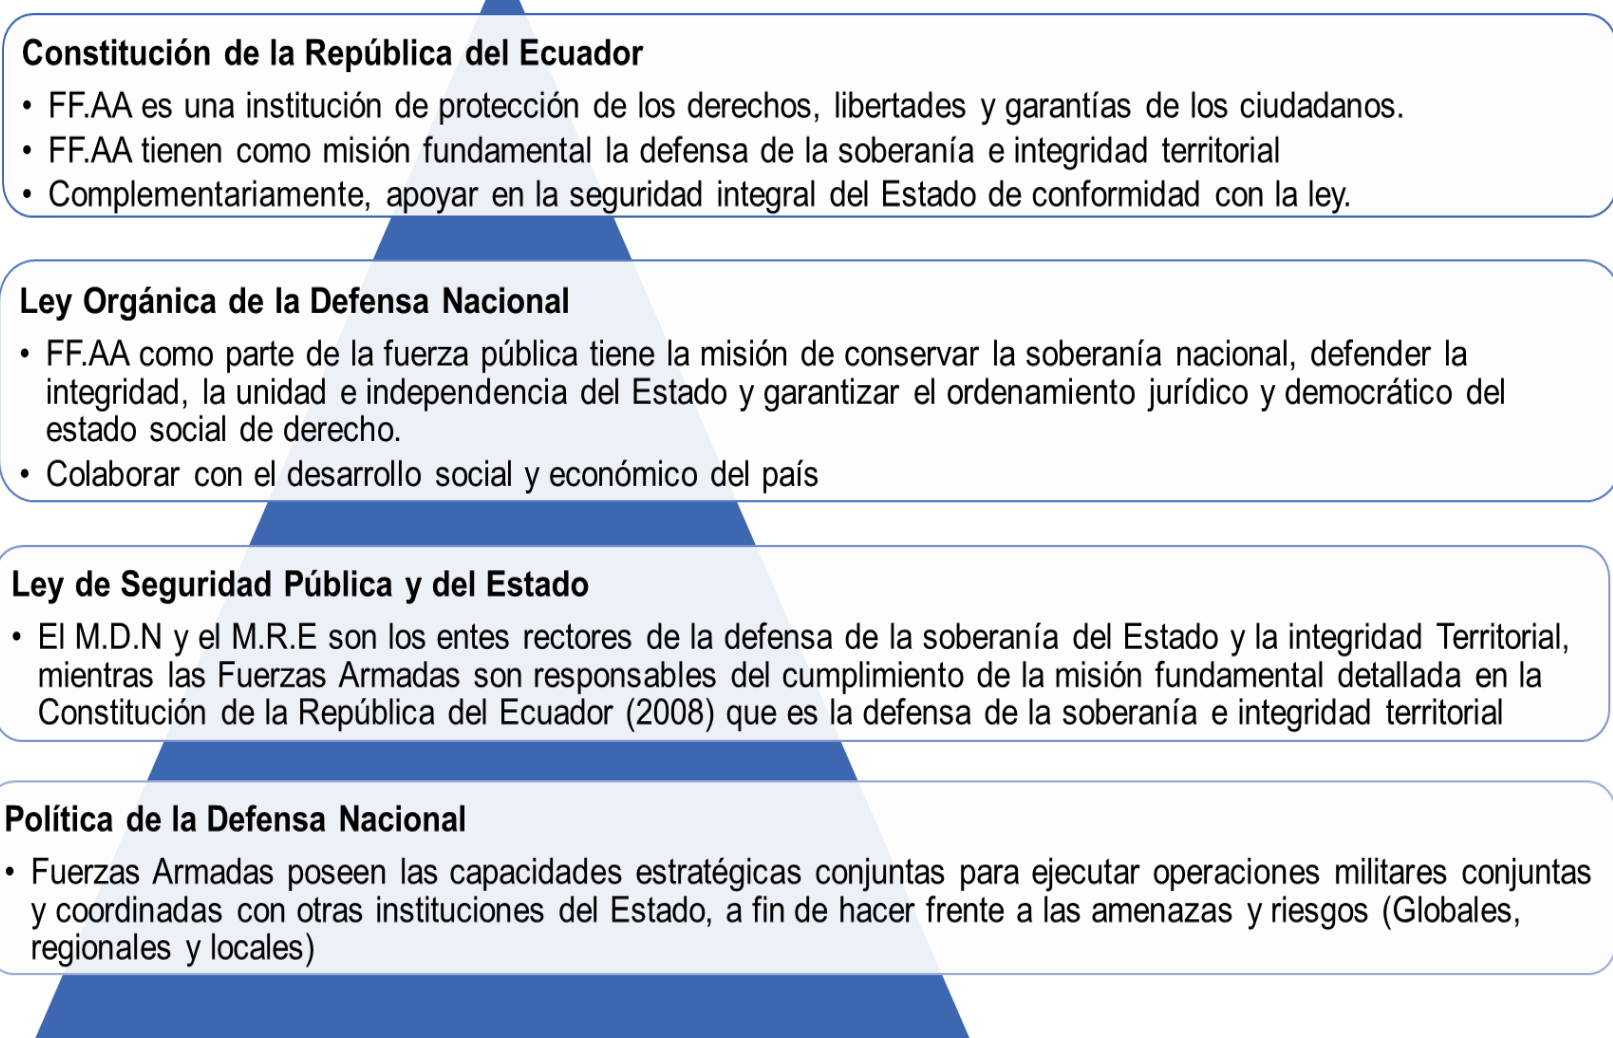 Constitución de la República del Ecuador
• FF.AA es una institución de protección de los derechos, libertades y garantías de los ciudadanos.
• FF.AA tienen como misión fundamental la defensa de la soberanía e integridad territorial
• Complementariamente, apoyar en la seguridad integral del Estado de conformidad con la ley.
Ley Orgánica de la Defensa Nacional
• FF.AA como parte de la fuerza pública tiene la misión de conservar la soberanía nacional, defender la
integridad, la unidad e independencia del Estado y garantizar el ordenamiento jurídico y democrático del
estado social de derecho.
• Colaborar con el desarrollo social y económico del país
Ley de Seguridad Pública y del Estado
• El M.D.N y el M.R.E son los entes rectores de la defensa de la soberanía del Estado y la integridad Territorial,
mientras las Fuerzas Armadas son responsables del cumplimiento de la misión fundamental detallada en la
Constitución de la República del Ecuador (2008) que es la defensa de la soberanía e integridad territorial
Política de la Defensa Nacional
• Fuerzas Armadas poseen las capacidades estratégicas conjuntas para ejecutar operaciones militares conjuntas
y coordinadas con otras instituciones del Estado, a fin de hacer frente a las amenazas y riesgos (Globales,
regionales y locales)